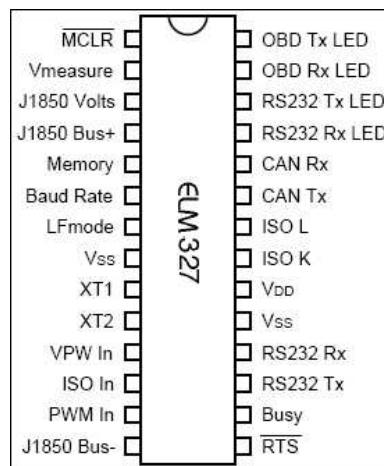 MCLR OBD Tx LED
Vmeasure OBD Rx LED
J1850 Volts RS232 Tx LED
J1850 Bus+ RS232 Rx LED
Memory CAN Rx
Baud Rate CAN Tx
LFmode ISO L
Vss ISO K
XT1 VDD
XT2 Vss
VPW In RS232 Rx
ISO In RS232 Tx
PWM In Busy
J1850 Bus- RTS
ELM327